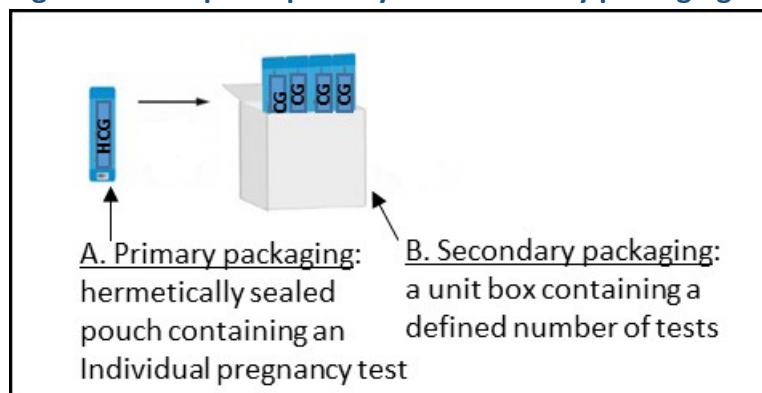 HCG
CG CG CG CG
A. Primary packaging:
hermetically sealed
pouch containing an
Individual pregnancy test
B. Secondary packaging:
a unit box containing a
defined number of tests